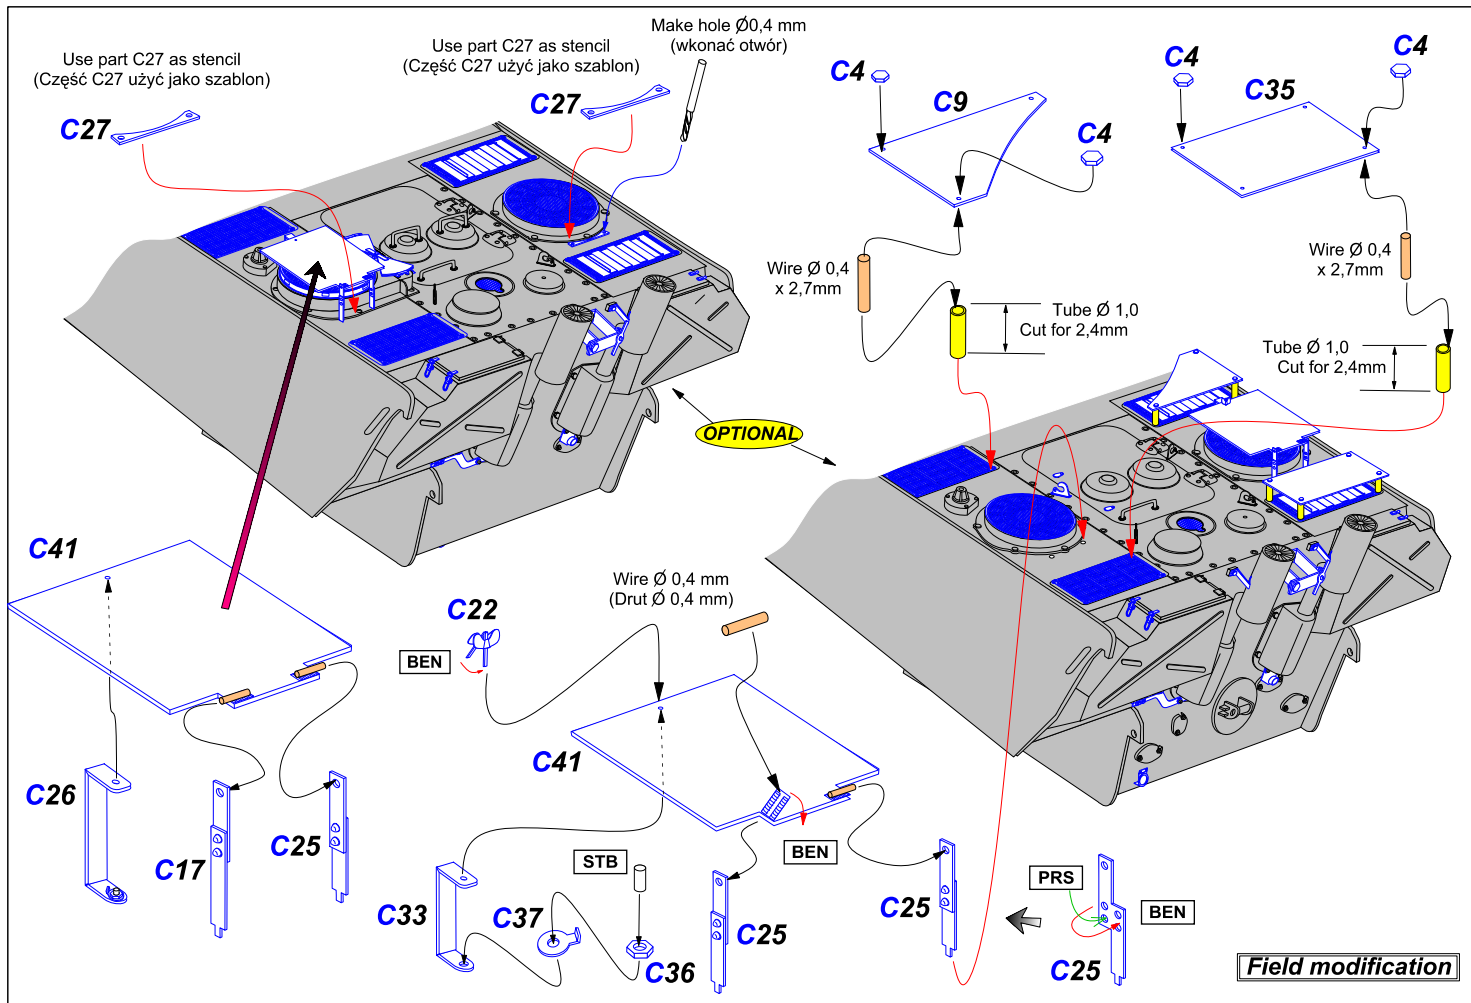 Use part C27 as stencil
(Część C27 użyć jako szablon)
C27
Use part C27 as stencil
(Część C27 użyć jako szablon)
C27
Make hole Ø0,4 mm
(wkonać otwór)
C4
C9
C4
C4
C35
C4
Wire Ø 0,4
x 2,7mm
Tube Ø 1,0
Cut for 2,4mm
Wire Ø 0,4
x 2,7mm
Tube Ø 1,0
Cut for 2,4mm
OPTIONAL
C41
C26
C17
C25
C22
BEN
Wire Ø 0,4 mm
(Drut Ø 0,4 mm)
C41
BEN
STB
C33
C37
C36
C25
C25
PRS
BEN
C25
Field modification